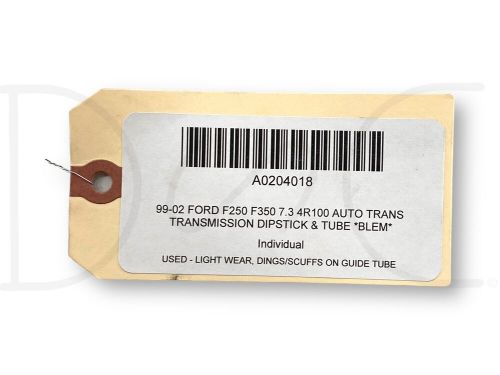 A0204018
99-02 FORD F250 F350 7.3 4R100 AUTO TRANS
TRANSMISSION DIPSTICK & TUBE *BLEM*
Individual
USED - LIGHT WEAR, DINGS/SCUFFS ON GUIDE TUBE